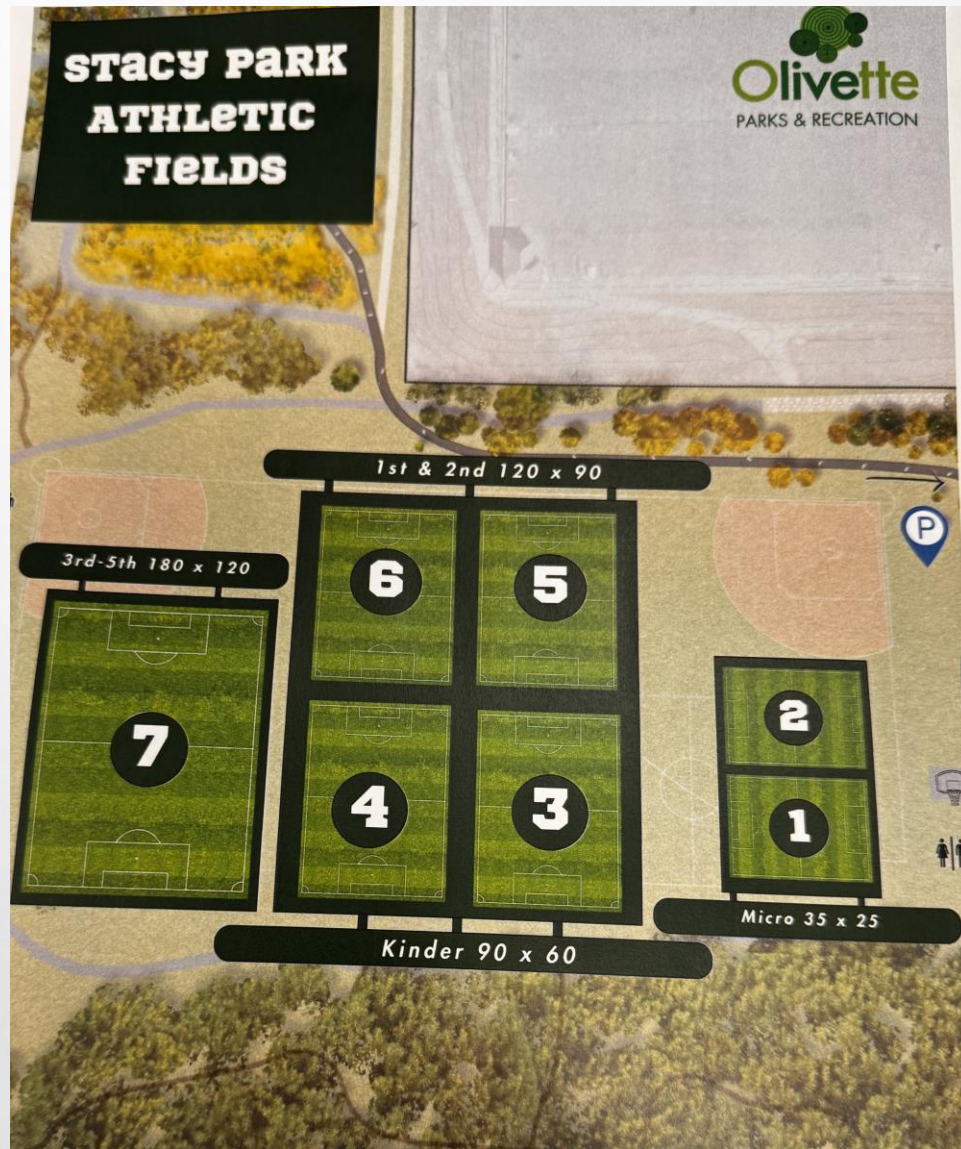 STACY PARK
ATHLETIC
FIELDS
Olivette
PARKS & RECREATION
1st & 2nd 120 x 90
P
3rd-5th 180 x 120
6
5
7
2
4
3
1
Micro 35 x 25
Kinder 90 x 60